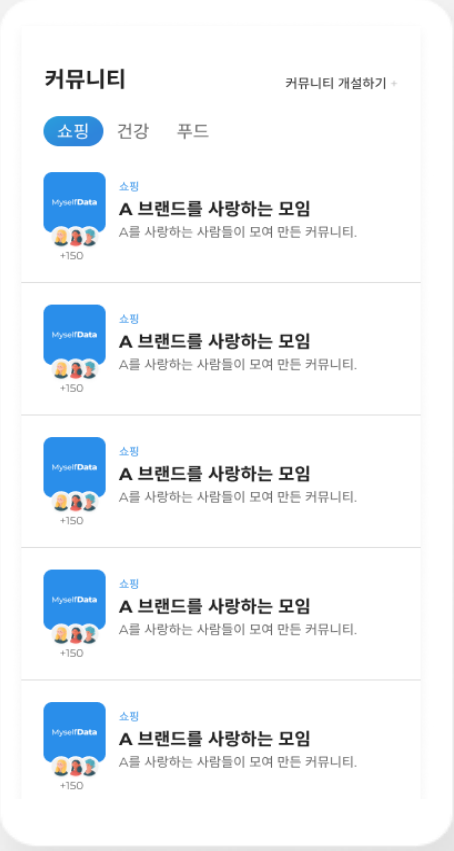 커뮤니티
커뮤니티 개설하기 +
쇼핑 건강 푸드
MyselfData
+150
쇼핑
A 브랜드를 사랑하는 모임
A를 사랑하는 사람들이 모여 만든 커뮤니티.
MyselfData
+150
쇼핑
A 브랜드를 사랑하는 모임
A를 사랑하는 사람들이 모여 만든 커뮤니티.
MyselfData
+150
쇼핑
A 브랜드를 사랑하는 모임
A를 사랑하는 사람들이 모여 만든 커뮤니티.
MyselfData
+150
쇼핑
A 브랜드를 사랑하는 모임
A를 사랑하는 사람들이 모여 만든 커뮤니티.
MyselfData
+150
쇼핑
A 브랜드를 사랑하는 모임
A를 사랑하는 사람들이 모여 만든 커뮤니티.